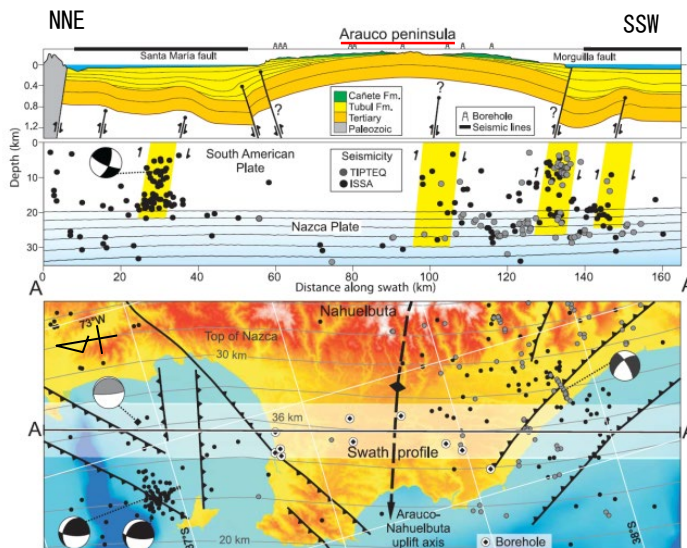 NNE
SSW
Arauco peninsula
Santa María fault
Morguilla fault
0
0.4
0.8
1.2
?
?
?
Cañete Fm.
Tubul Fm.
Tertiary
Paleozoic
Borehole
Seismic lines
Depth (km)
0
10
20
30
South American
Plate
Seismicity
TIPTEQ
ISSA
Nazca Plate
0
20
40
60
80
100
120
140
160
Distance along swath (km)
A
A
73°W
Nahuelbuta
Top of Nazca
30 km
36 km
A
A
Swath profile
Arauco-
Nahuelbuta
uplift axis
37°S
38°S
20 km
Borehole